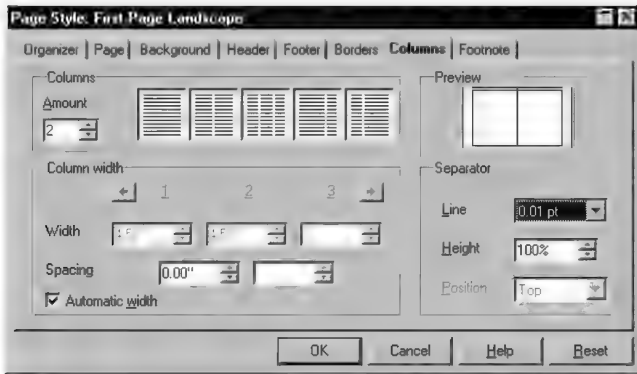 Page Style: First Page Landscape
Organizer Page Background Header Footer Borders Columns Footnote
Columns
Amount
2
Preview
Column width
1 2 3
Width
Spacing 0.00"
Automatic width
Separator
Line 0.01 pt
Height 100%
Position Top
OK Cancel Help Reset